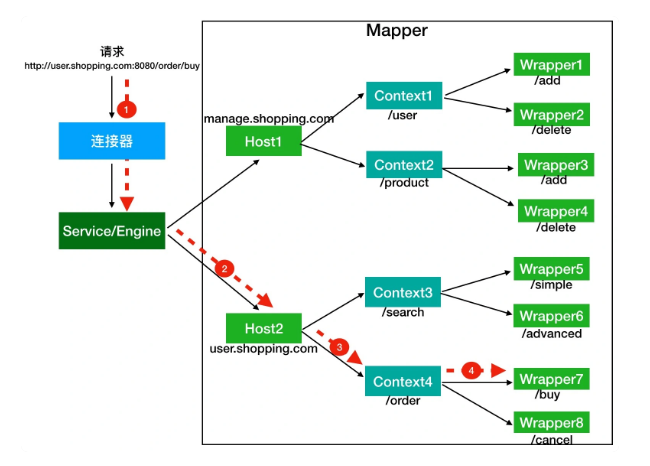 Mapper
请求
http://user.shopping.com:8080/order/buy
1
连接器
Service/Engine
manage.shopping.com
Host1
2
Host2
user.shopping.com
3
Context1
/user
Context2
/product
Context3
/search
Context4
/order
4
Wrapper1
/add
Wrapper2
/delete
Wrapper3
/add
Wrapper4
/delete
Wrapper5
/simple
Wrapper6
/advanced
Wrapper7
/buy
Wrapper8
/cancel